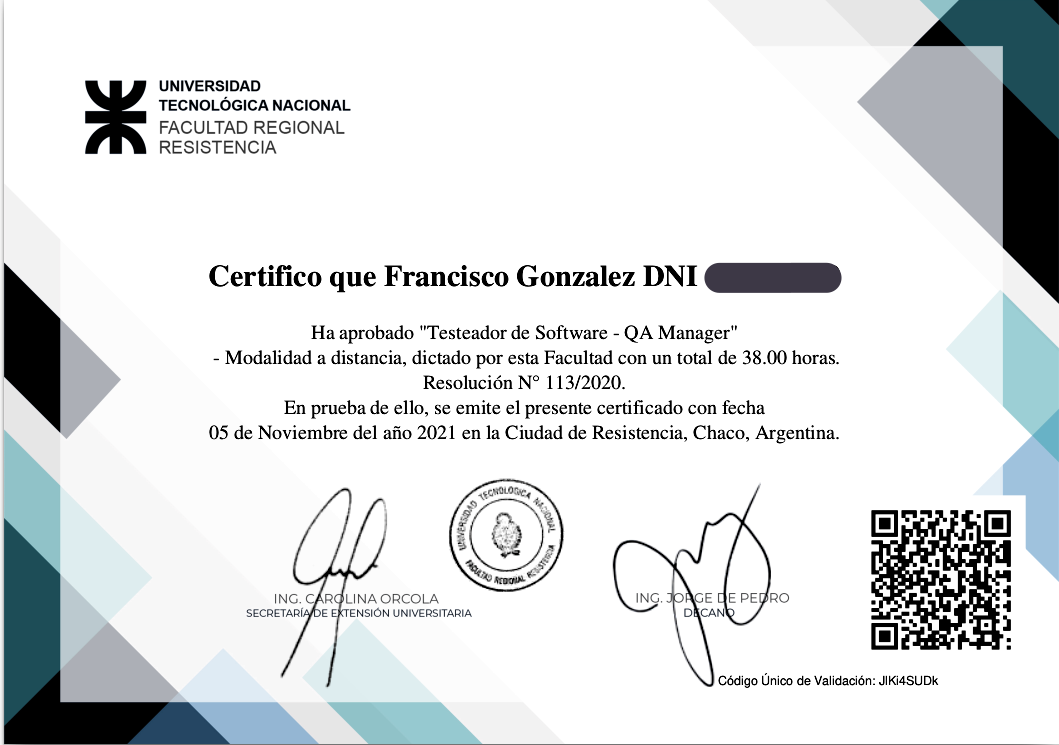 UNIVERSIDAD
TECNOLÓGICA NACIONAL
FACULTAD REGIONAL
RESISTENCIA
Certifico que Francisco Gonzalez DNI
Ha aprobado "Testeador de Software - QA Manager"
- Modalidad a distancia, dictado por esta Facultad con un total de 38.00 horas.
Resolución N° 113/2020.
En prueba de ello, se emite el presente certificado con fecha
05 de Noviembre del año 2021 en la Ciudad de Resistencia, Chaco, Argentina.
UNIVERSIDAD TECNOLOGICA NACIONAL
FACULTAD REGIONAL RESISTENCIA
ING. CAROLINA ORCOLA
SECRETARÍA DE EXTENSIÓN UNIVERSITARIA
ING. JORGE DE PEDRO
DECANO
Código Único de Validación: JIKi4SUDk